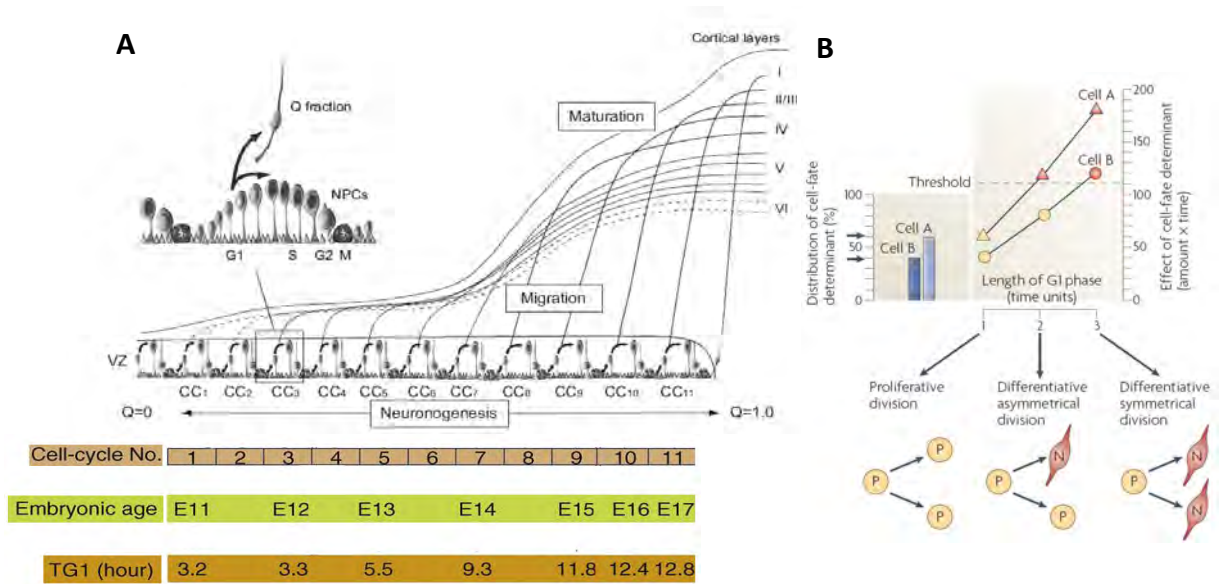 A
Cortical layers
I
II/III
IV
V
VI
Maturation
Q fraction
NPCs
G1 S G2 M
Migration
VZ
CC1 CC2 CC3 CC4 CC5 CC6 CC7 CC8 CC9 CC10 CC11
Q=0 Neuronogenesis Q=1.0
Cell-cycle No. 1 2 3 4 5 6 7 8 9 10 11
Embryonic age E11 E12 E13 E14 E15 E16 E17
TG1 (hour) 3.2 3.3 5.5 9.3 11.8 12.4 12.8
B
Distribution of cell-fate
determinant (%)
100
50
0
Cell B
Cell A
Threshold
Cell A
Cell B
200
150
100
50
0
Effect of cell-fate determinant
(amount × time)
Length of G1 phase
(time units)
1 2 3
Proliferative
division
Differentiative
asymmetrical
division
Differentiative
symmetrical
division
P P P
P N P
P N N